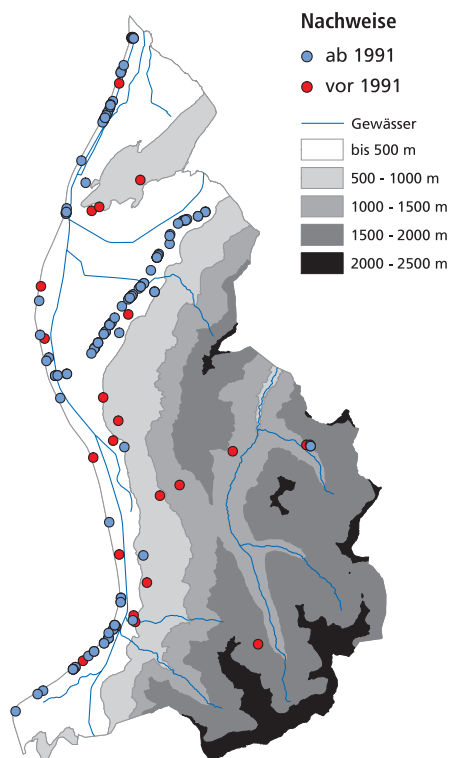 Nachweise
ab 1991
vor 1991
Gewässer
bis 500 m
500 - 1000 m
1000 - 1500 m
1500 - 2000 m
2000 - 2500 m